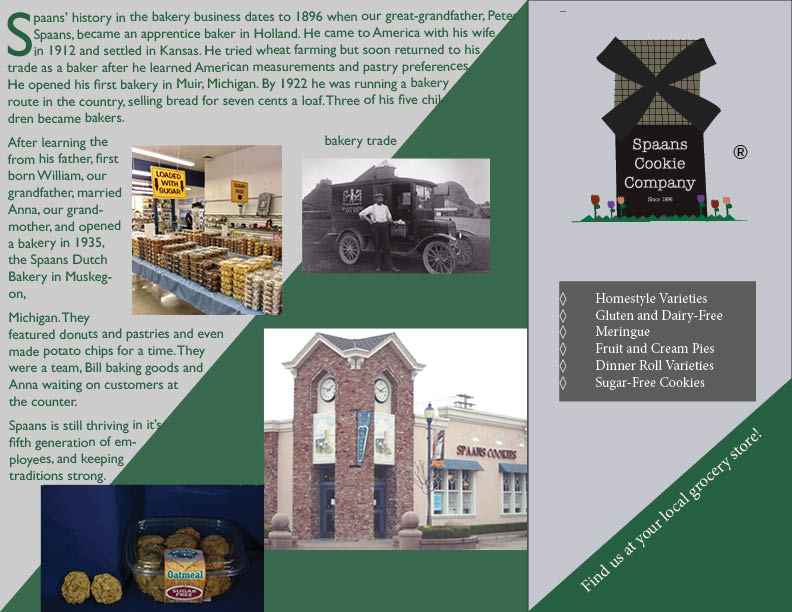 Spaans' history in the bakery business dates to 1896 when our great-grandfather, Peter
Spaans, became an apprentice baker in Holland. He came to America with his wife
in 1912 and settled in Kansas. He tried wheat farming but soon returned to his
trade as a baker after he learned American measurements and pastry preferences.
He opened his first bakery in Muir, Michigan. By 1922 he was running a bakery
route in the country, selling bread for seven cents a loaf. Three of his five chil
dren became bakers.
After learning the
bakery trade
from his father, first
born William, our
grandfather, married
Anna, our grand-
mother, and opened
a bakery in 1935,
the Spaans Dutch
Bakery in Muskeg-
on,
Michigan. They
featured donuts and pastries and even
made potato chips for a time. They
were a team, Bill baking goods and
Anna waiting on customers at
the counter.
Spaans is still thriving in it's
fifth generation of em-
ployees, and keeping
traditions strong.
LOADED
WITH
SUGAR
SUGAR
FREE
SPAANS COOKIES
Oatmeal
SUGAR
FREE
Spaans
Cookie
Company
Since 1896
®
◊ Homestyle Varieties
◊ Gluten and Dairy-Free
◊ Meringue
◊ Fruit and Cream Pies
◊ Dinner Roll Varieties
◊ Sugar-Free Cookies
Find us at your local grocery store!